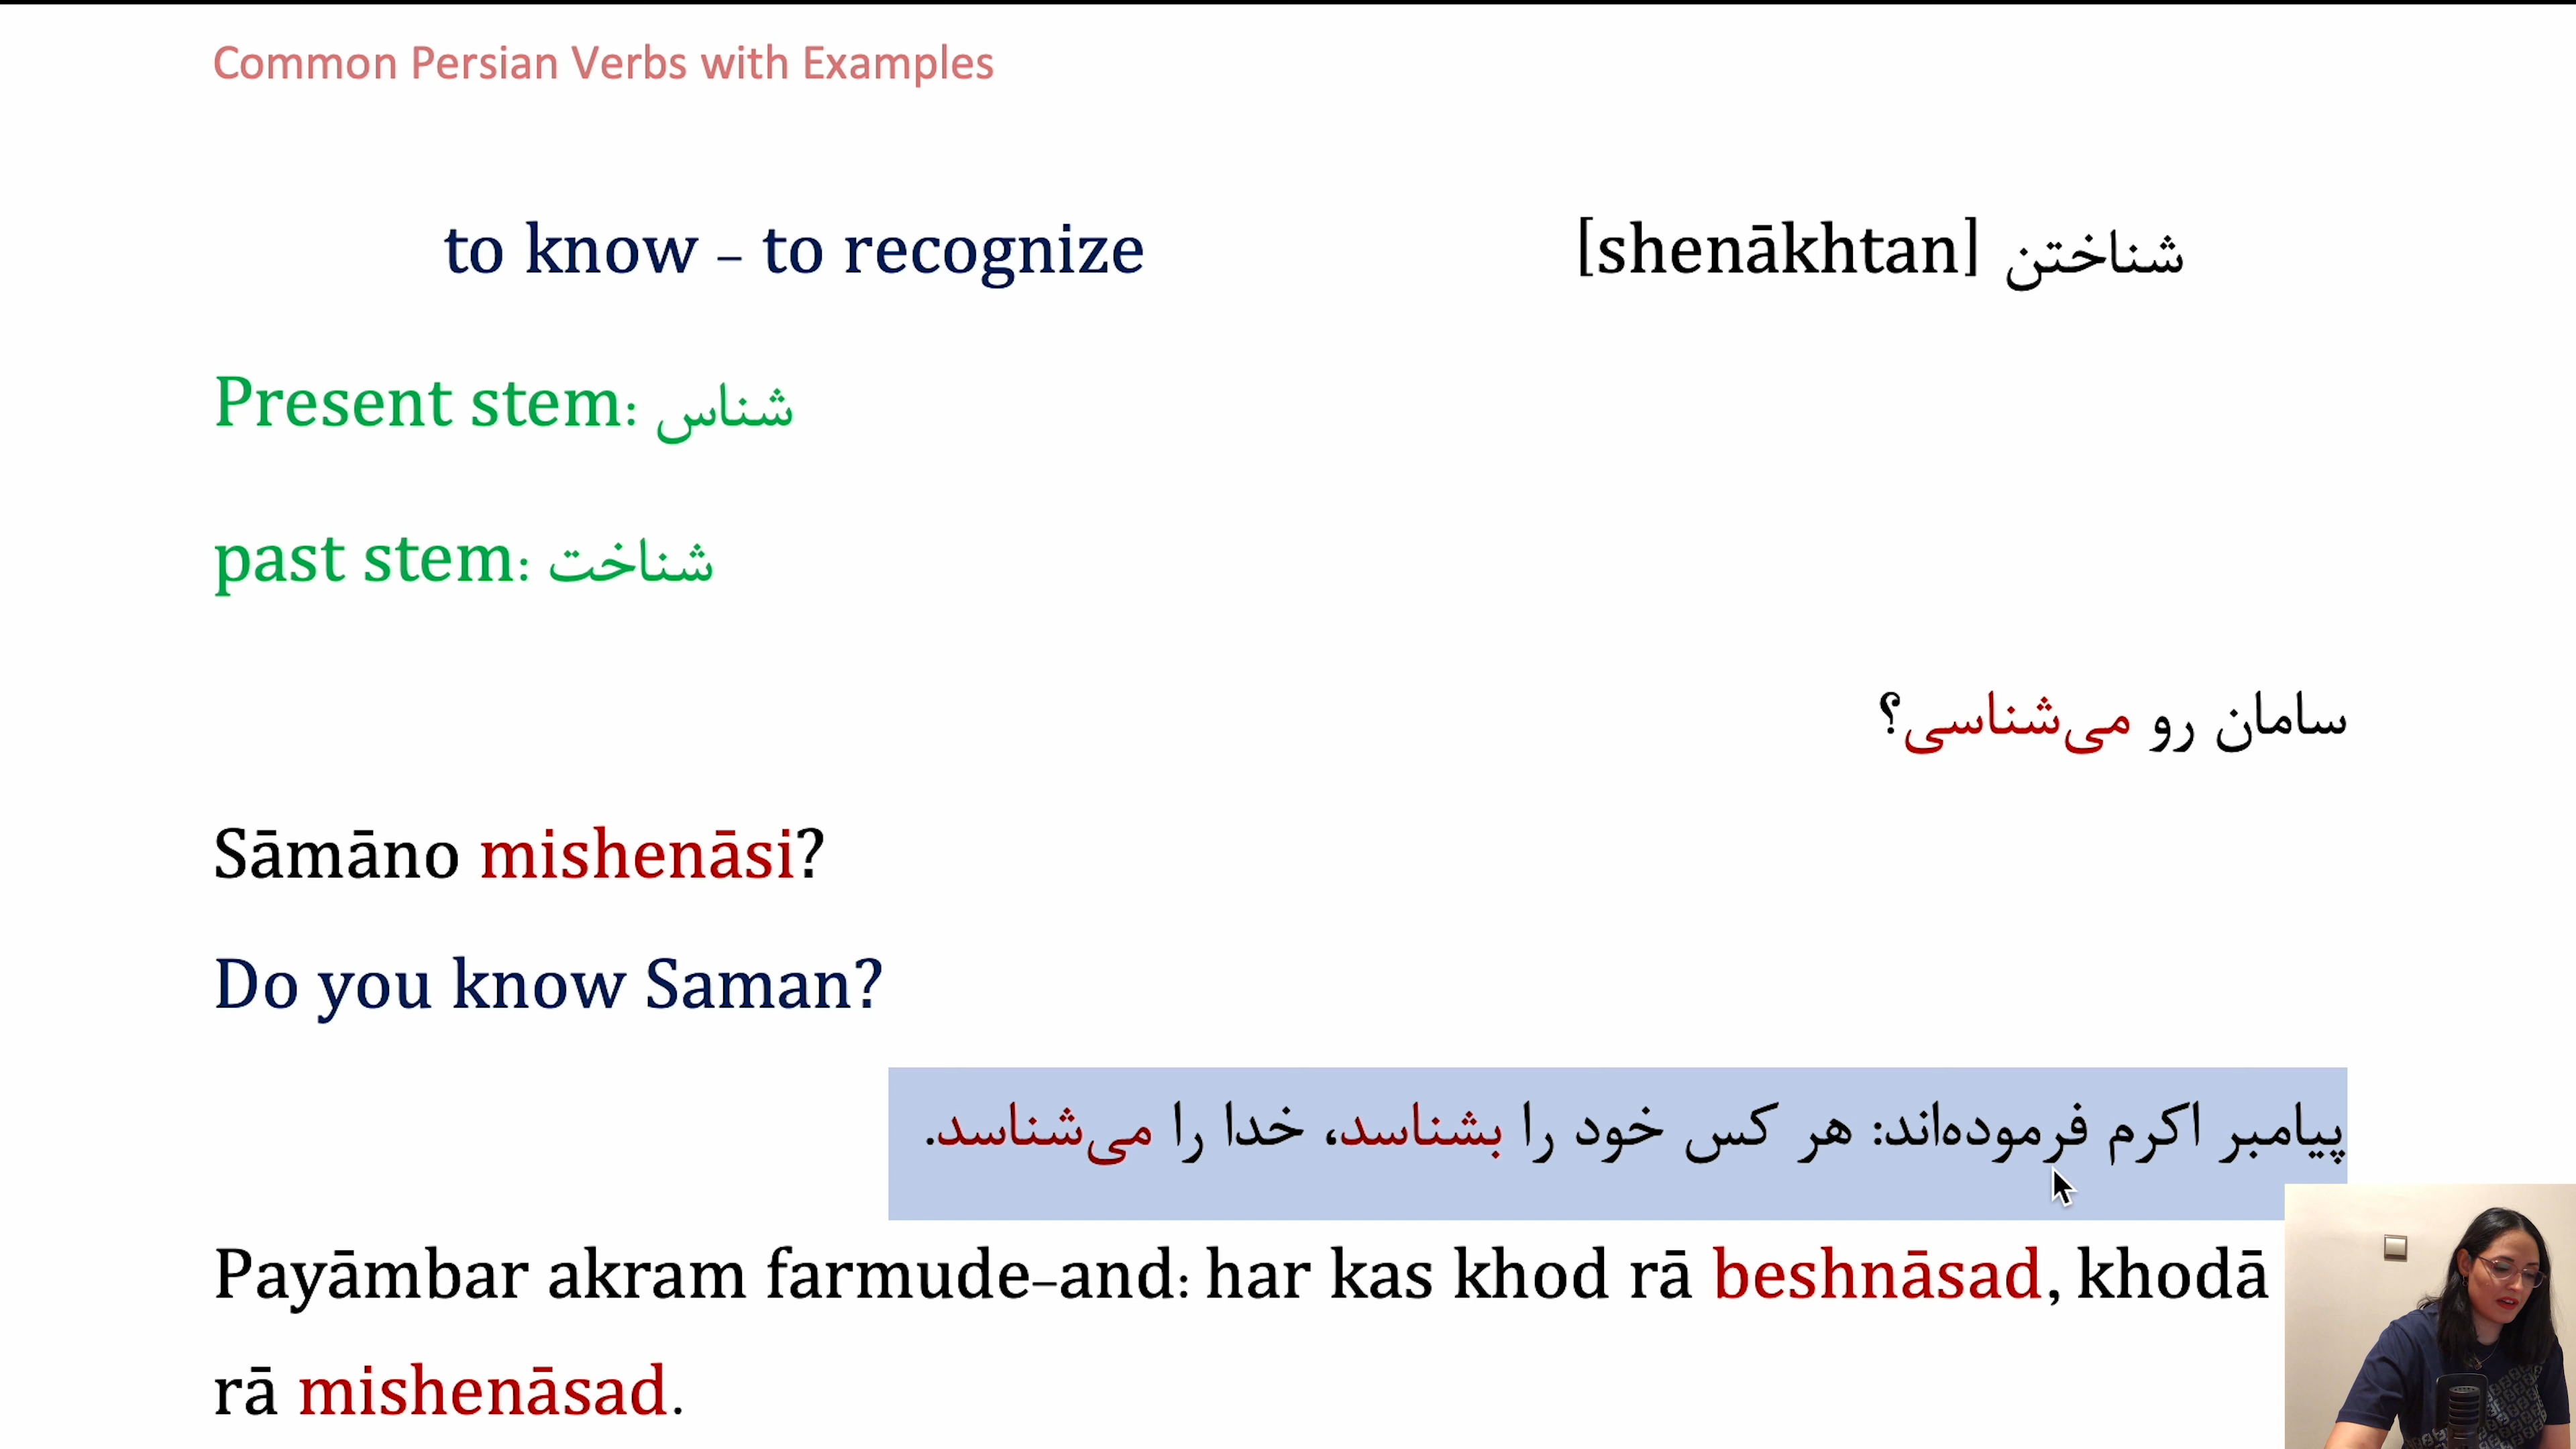 Common Persian Verbs with Examples
to know – to recognize
شناختن [shenākhtan]
Present stem: شناس
past stem: شناخت
سامان رو می‌شناسی؟
Sāmāno mishenāsi?
Do you know Saman?
پیامبر اکرم فرموده‌اند: هر کس خود را بشناسد، خدا را می‌شناسد.
Payāmbar akram farmude–and: har kas khod rā beshnāsad, khodā
rā mishenāsad.